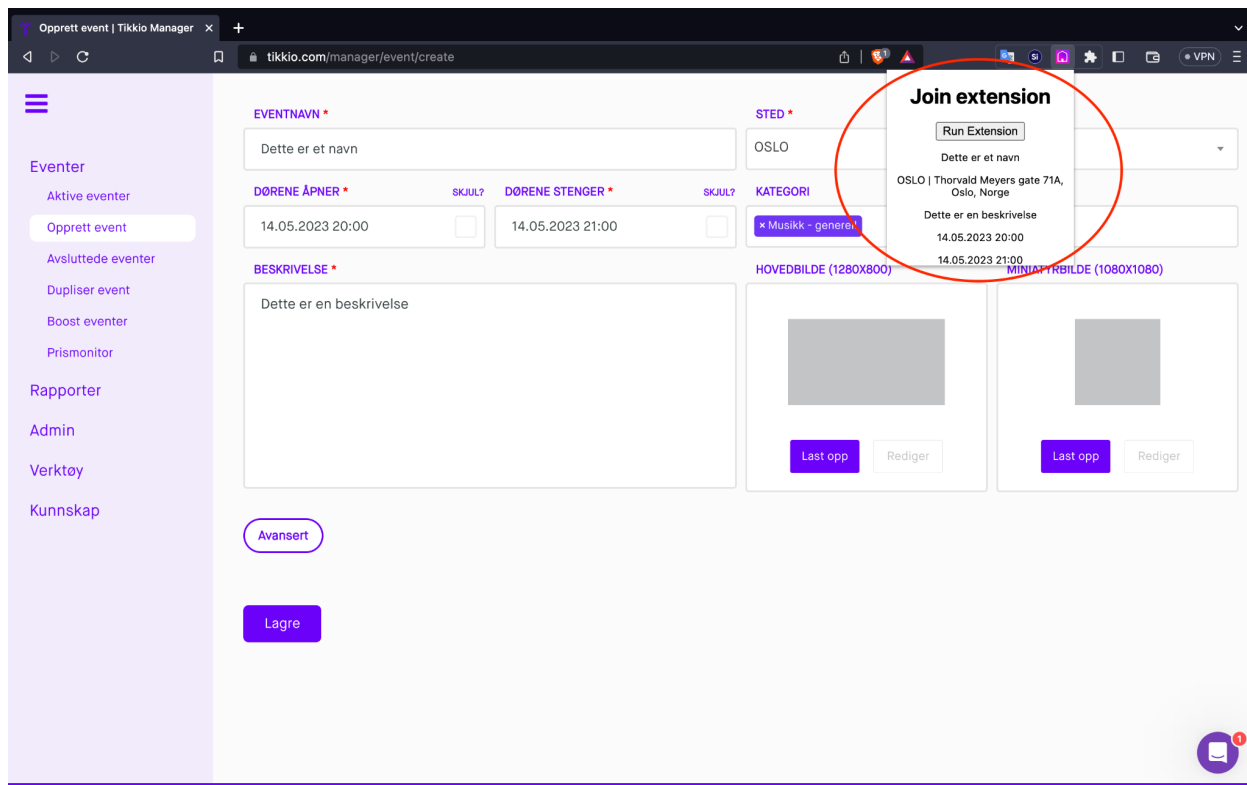 Opprett event | Tikkio Manager
tikkio.com/manager/event/create
1
SI
VPN
Join extension
Run Extension
Dette er et navn
OSLO | Thorvald Meyers gate 71A,
Oslo, Norge
Dette er en beskrivelse
14.05.2023 20:00
14.05.2023 21:00
Eventer
Aktive eventer
Opprett event
Avsluttede eventer
Dupliser event
Boost eventer
Prismonitor
Rapporter
Admin
Verktøy
Kunnskap
EVENTNAVN *
Dette er et navn
STED *
OSLO
DØRENE ÅPNER *
SKJUL?
DØRENE STENGER *
SKJUL?
KATEGORI
14.05.2023 20:00
14.05.2023 21:00
× Musikk - generell
BESKRIVELSE *
Dette er en beskrivelse
HOVEDBILDE (1280X800)
MINIATYRBILDE (1080X1080)
Last opp
Rediger
Last opp
Rediger
Avansert
Lagre
1